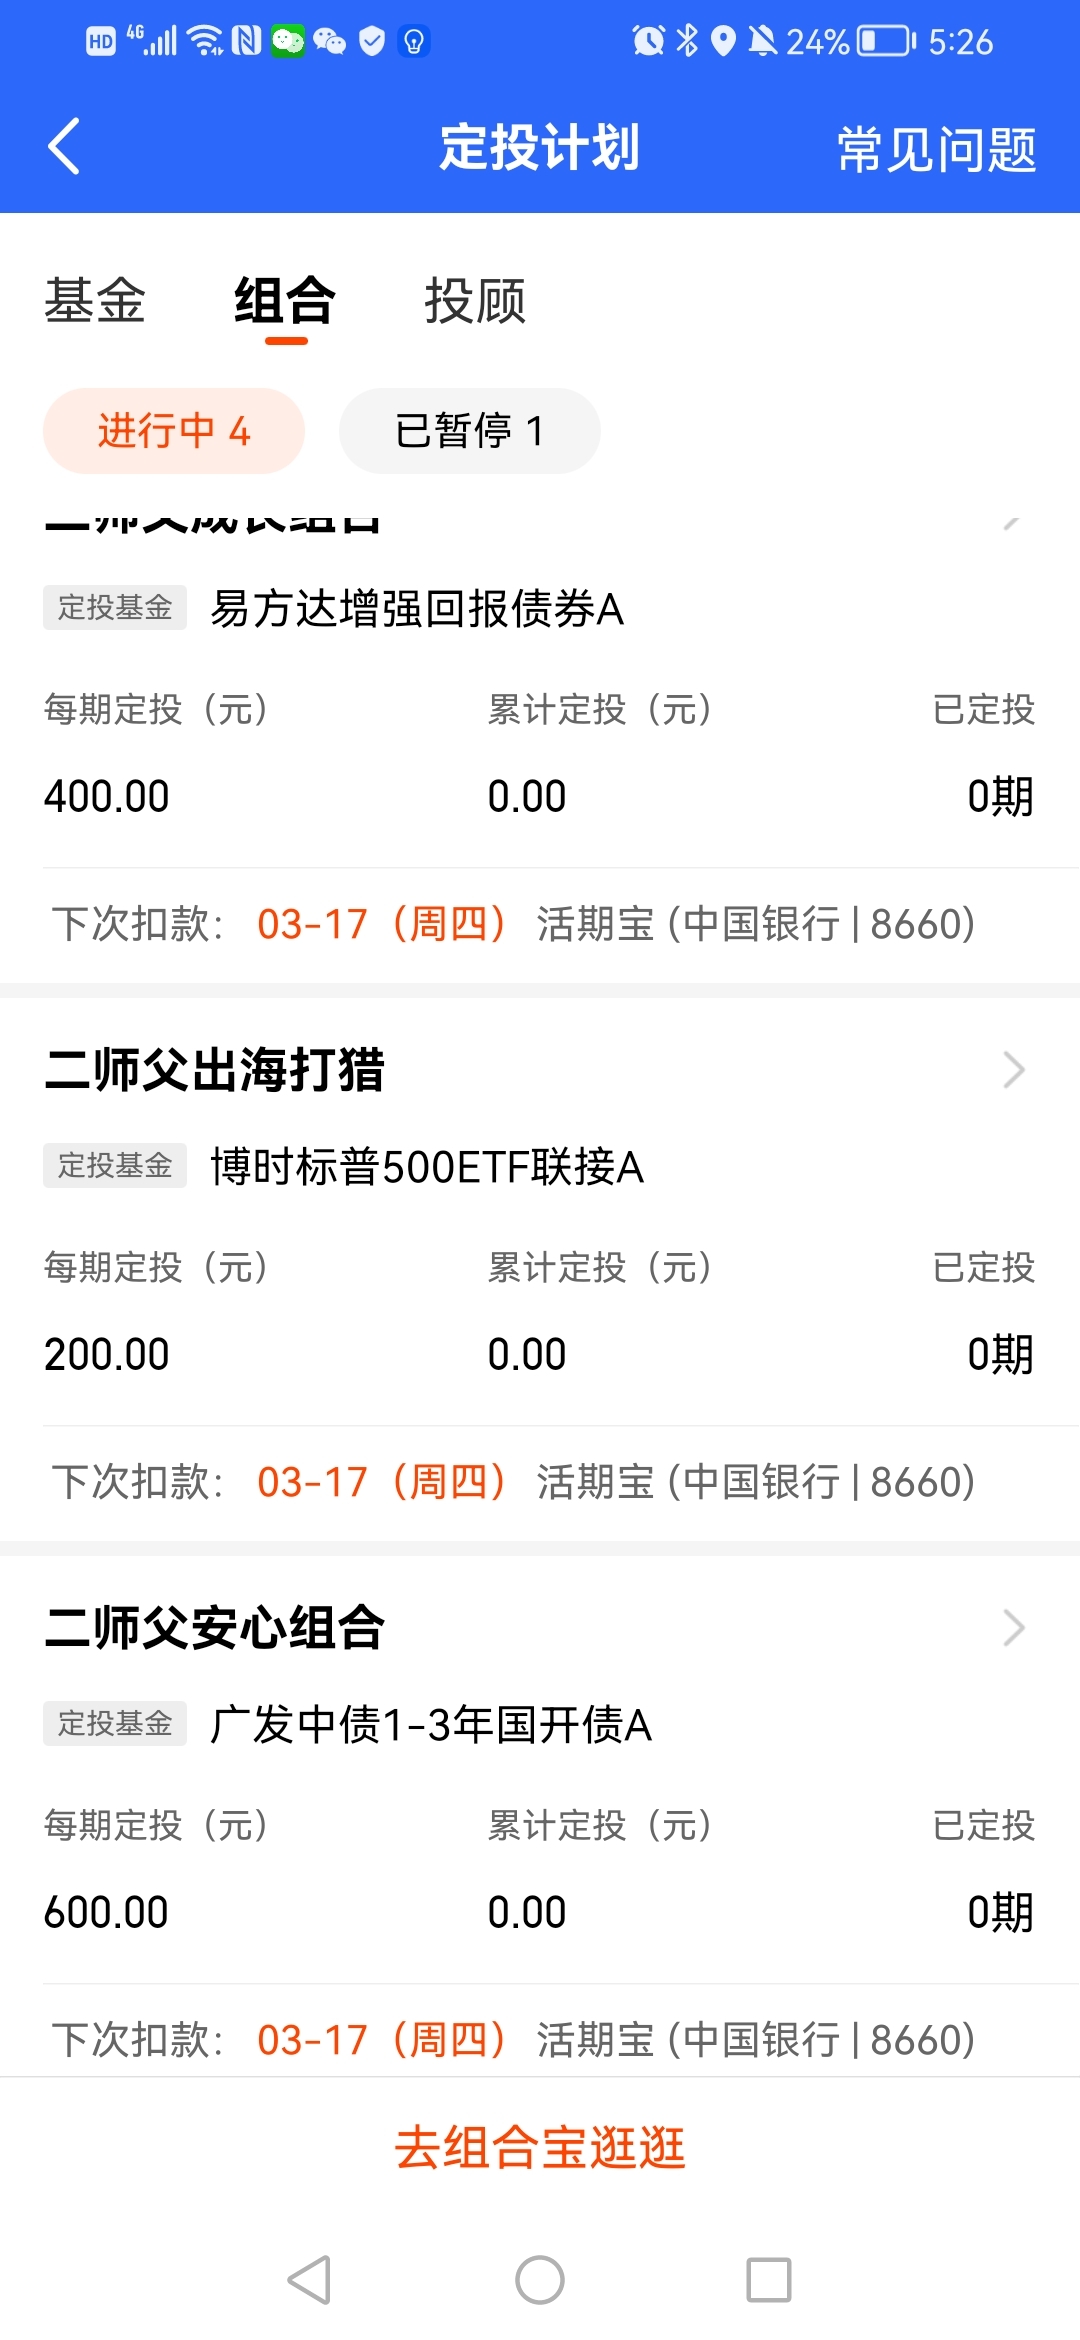 HD 4G 24% 5:26
定投计划 常见问题
基金 组合 投顾
进行中 4 已暂停 1
二师父成长组合
定投基金 易方达增强回报债券A
每期定投（元） 累计定投（元） 已定投
400.00 0.00 0期
下次扣款： 03-17（周四） 活期宝 (中国银行 | 8660)
二师父出海打猎
定投基金 博时标普500ETF联接A
每期定投（元） 累计定投（元） 已定投
200.00 0.00 0期
下次扣款： 03-17（周四） 活期宝 (中国银行 | 8660)
二师父安心组合
定投基金 广发中债1-3年国开债A
每期定投（元） 累计定投（元） 已定投
600.00 0.00 0期
下次扣款： 03-17（周四） 活期宝 (中国银行 | 8660)
去组合宝逛逛